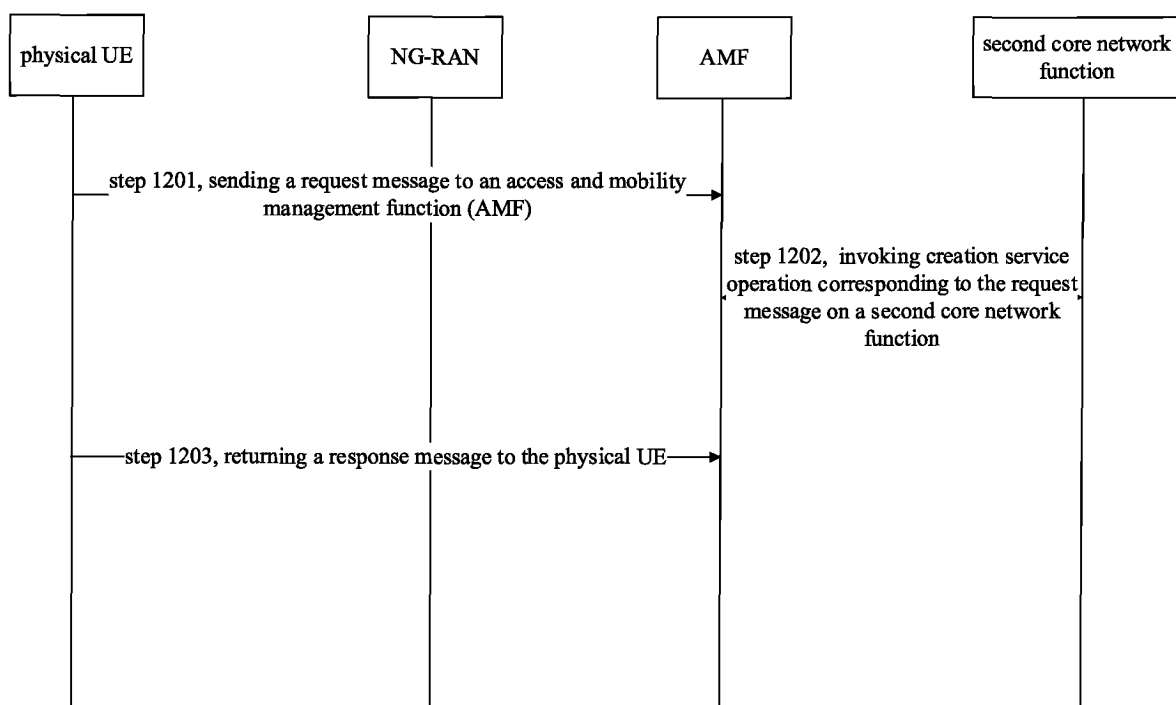 physical UE
NG-RAN
AMF
second core network
function
step 1201, sending a request message to an access and mobility
management function (AMF)
step 1202, invoking creation service
operation corresponding to the request
message on a second core network
function
step 1203, returning a response message to the physical UE